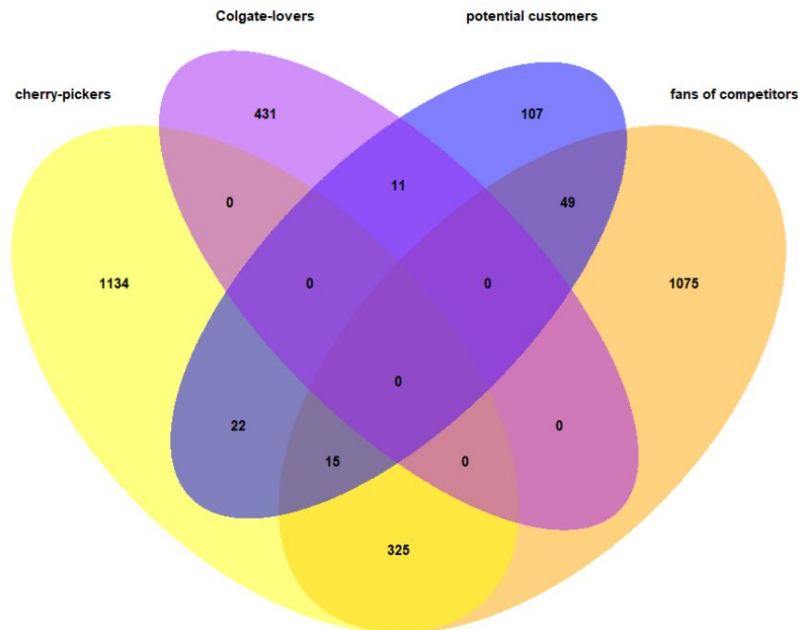 Colgate-lovers potential customers
cherry-pickers fans of competitors
431 107
11
0 49
1134 0 0 1075
0
22 0
15 0
325